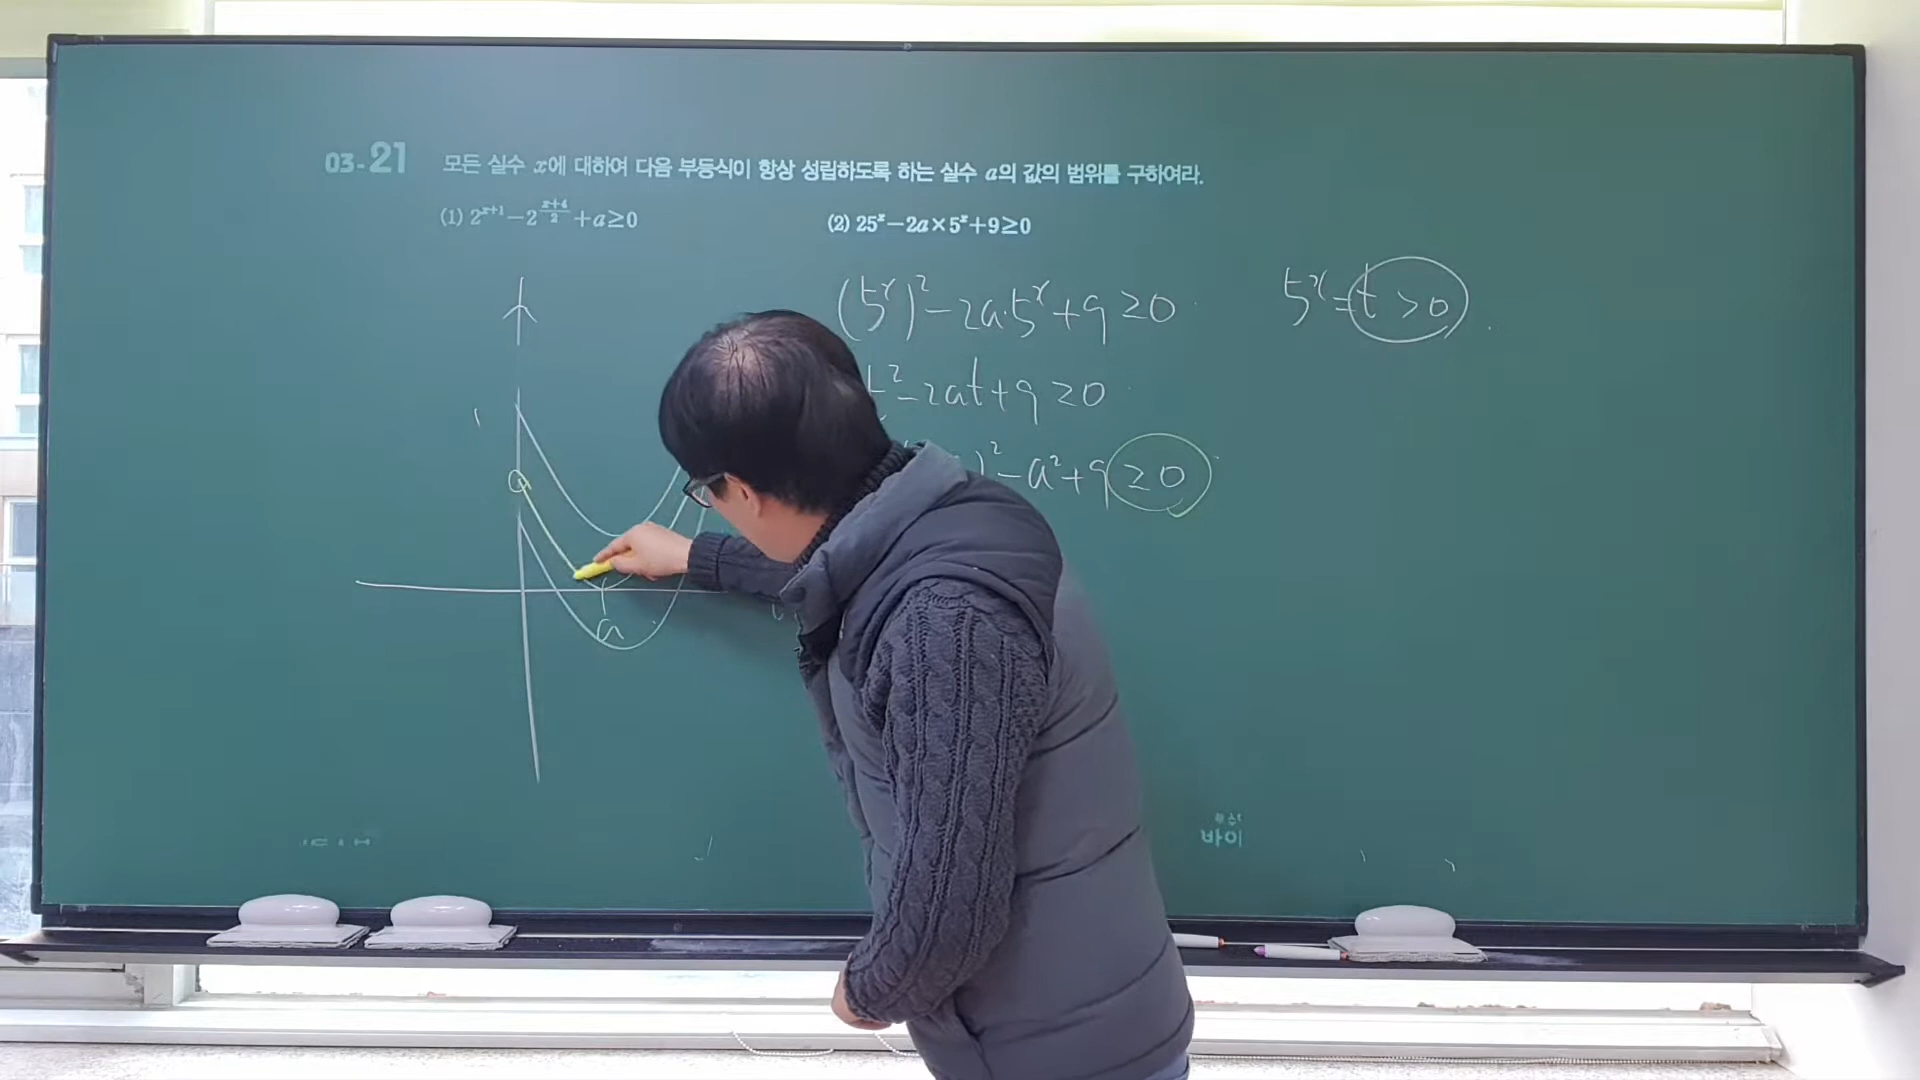 03-21 모든 실수 x에 대하여 다음 부등식이 항상 성립하도록 하는 실수 a의 값의 범위를 구하여라.
(1) 2^{x+1}-2^{\frac{x+4}{2}}+a≥0 (2) 25^x-2a×5^x+9≥0
(5^x)^2-2a·5^x+9≥0 5^x=t>0
t^2-2at+9≥0
)^2-a^2+9≥0
a
바이